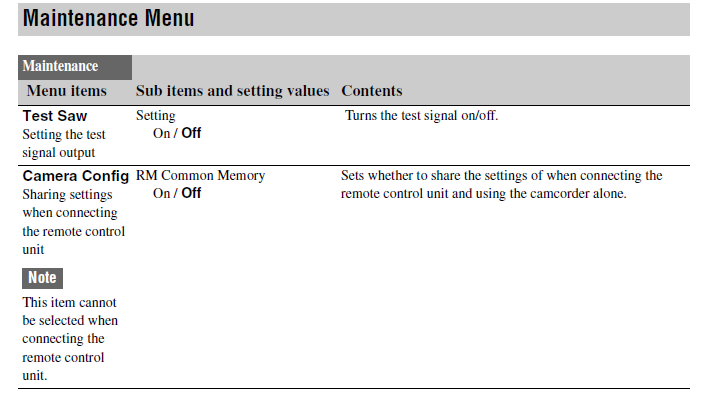 Maintenance Menu
Maintenance
Menu items Sub items and setting values Contents
Test Saw Setting Turns the test signal on/off.
Setting the test On / Off
signal output
Camera Config RM Common Memory Sets whether to share the settings of when connecting the
Sharing settings On / Off remote control unit and using the camcorder alone.
when connecting
the remote control
unit
Note
This item cannot
be selected when
connecting the
remote control
unit.